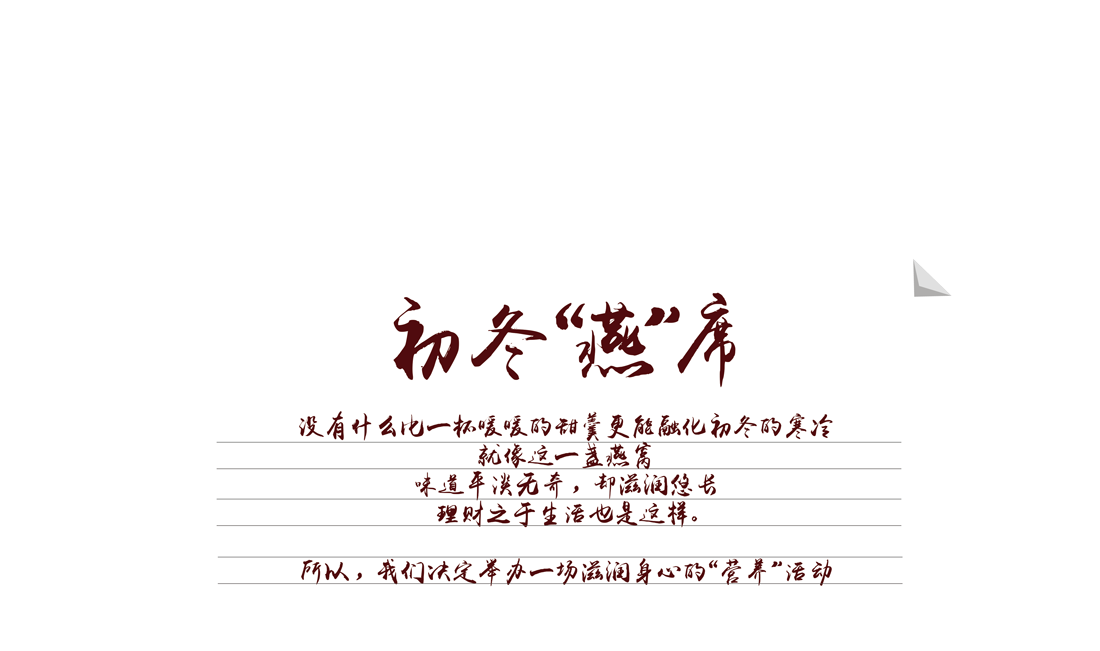 初冬“燕”席
没有什么比一杯暖暖的甜羹更能融化初冬的寒冷
就像这一盏燕窝
味道平淡无奇，却滋润悠长
理财之于生活也是这样。
所以，我们决定举办一场滋润身心的“营养”活动